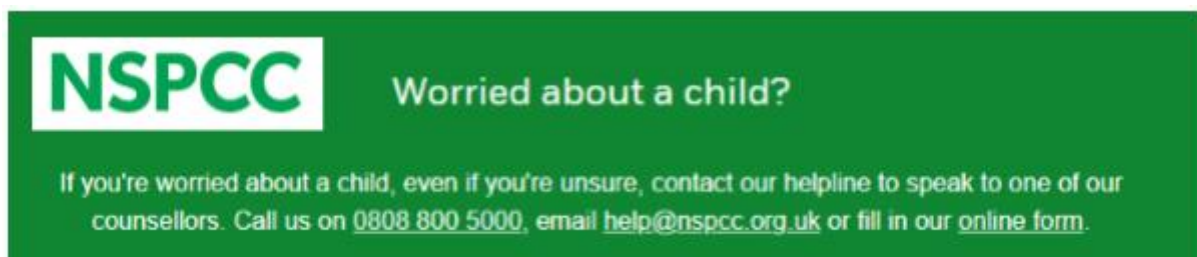 NSPCC
Worried about a child?
If you're worried about a child, even if you're unsure, contact our helpline to speak to one of our
counsellors. Call us on 0808 800 5000, email help@nspcc.org.uk or fill in our online form.